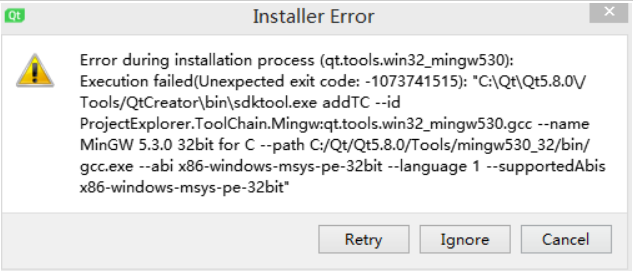 Qt
Installer Error
Error during installation process (qt.tools.win32_mingw530):
Execution failed(Unexpected exit code: -1073741515): "C:\Qt\Qt5.8.0\/
Tools/QtCreator\bin\sdktool.exe addTC --id
ProjectExplorer.ToolChain.Mingw:qt.tools.win32_mingw530.gcc --name
MinGW 5.3.0 32bit for C --path C:/Qt/Qt5.8.0/Tools/mingw530_32/bin/
gcc.exe --abi x86-windows-msys-pe-32bit --language 1 --supportedAbis
x86-windows-msys-pe-32bit"
Retry
Ignore
Cancel